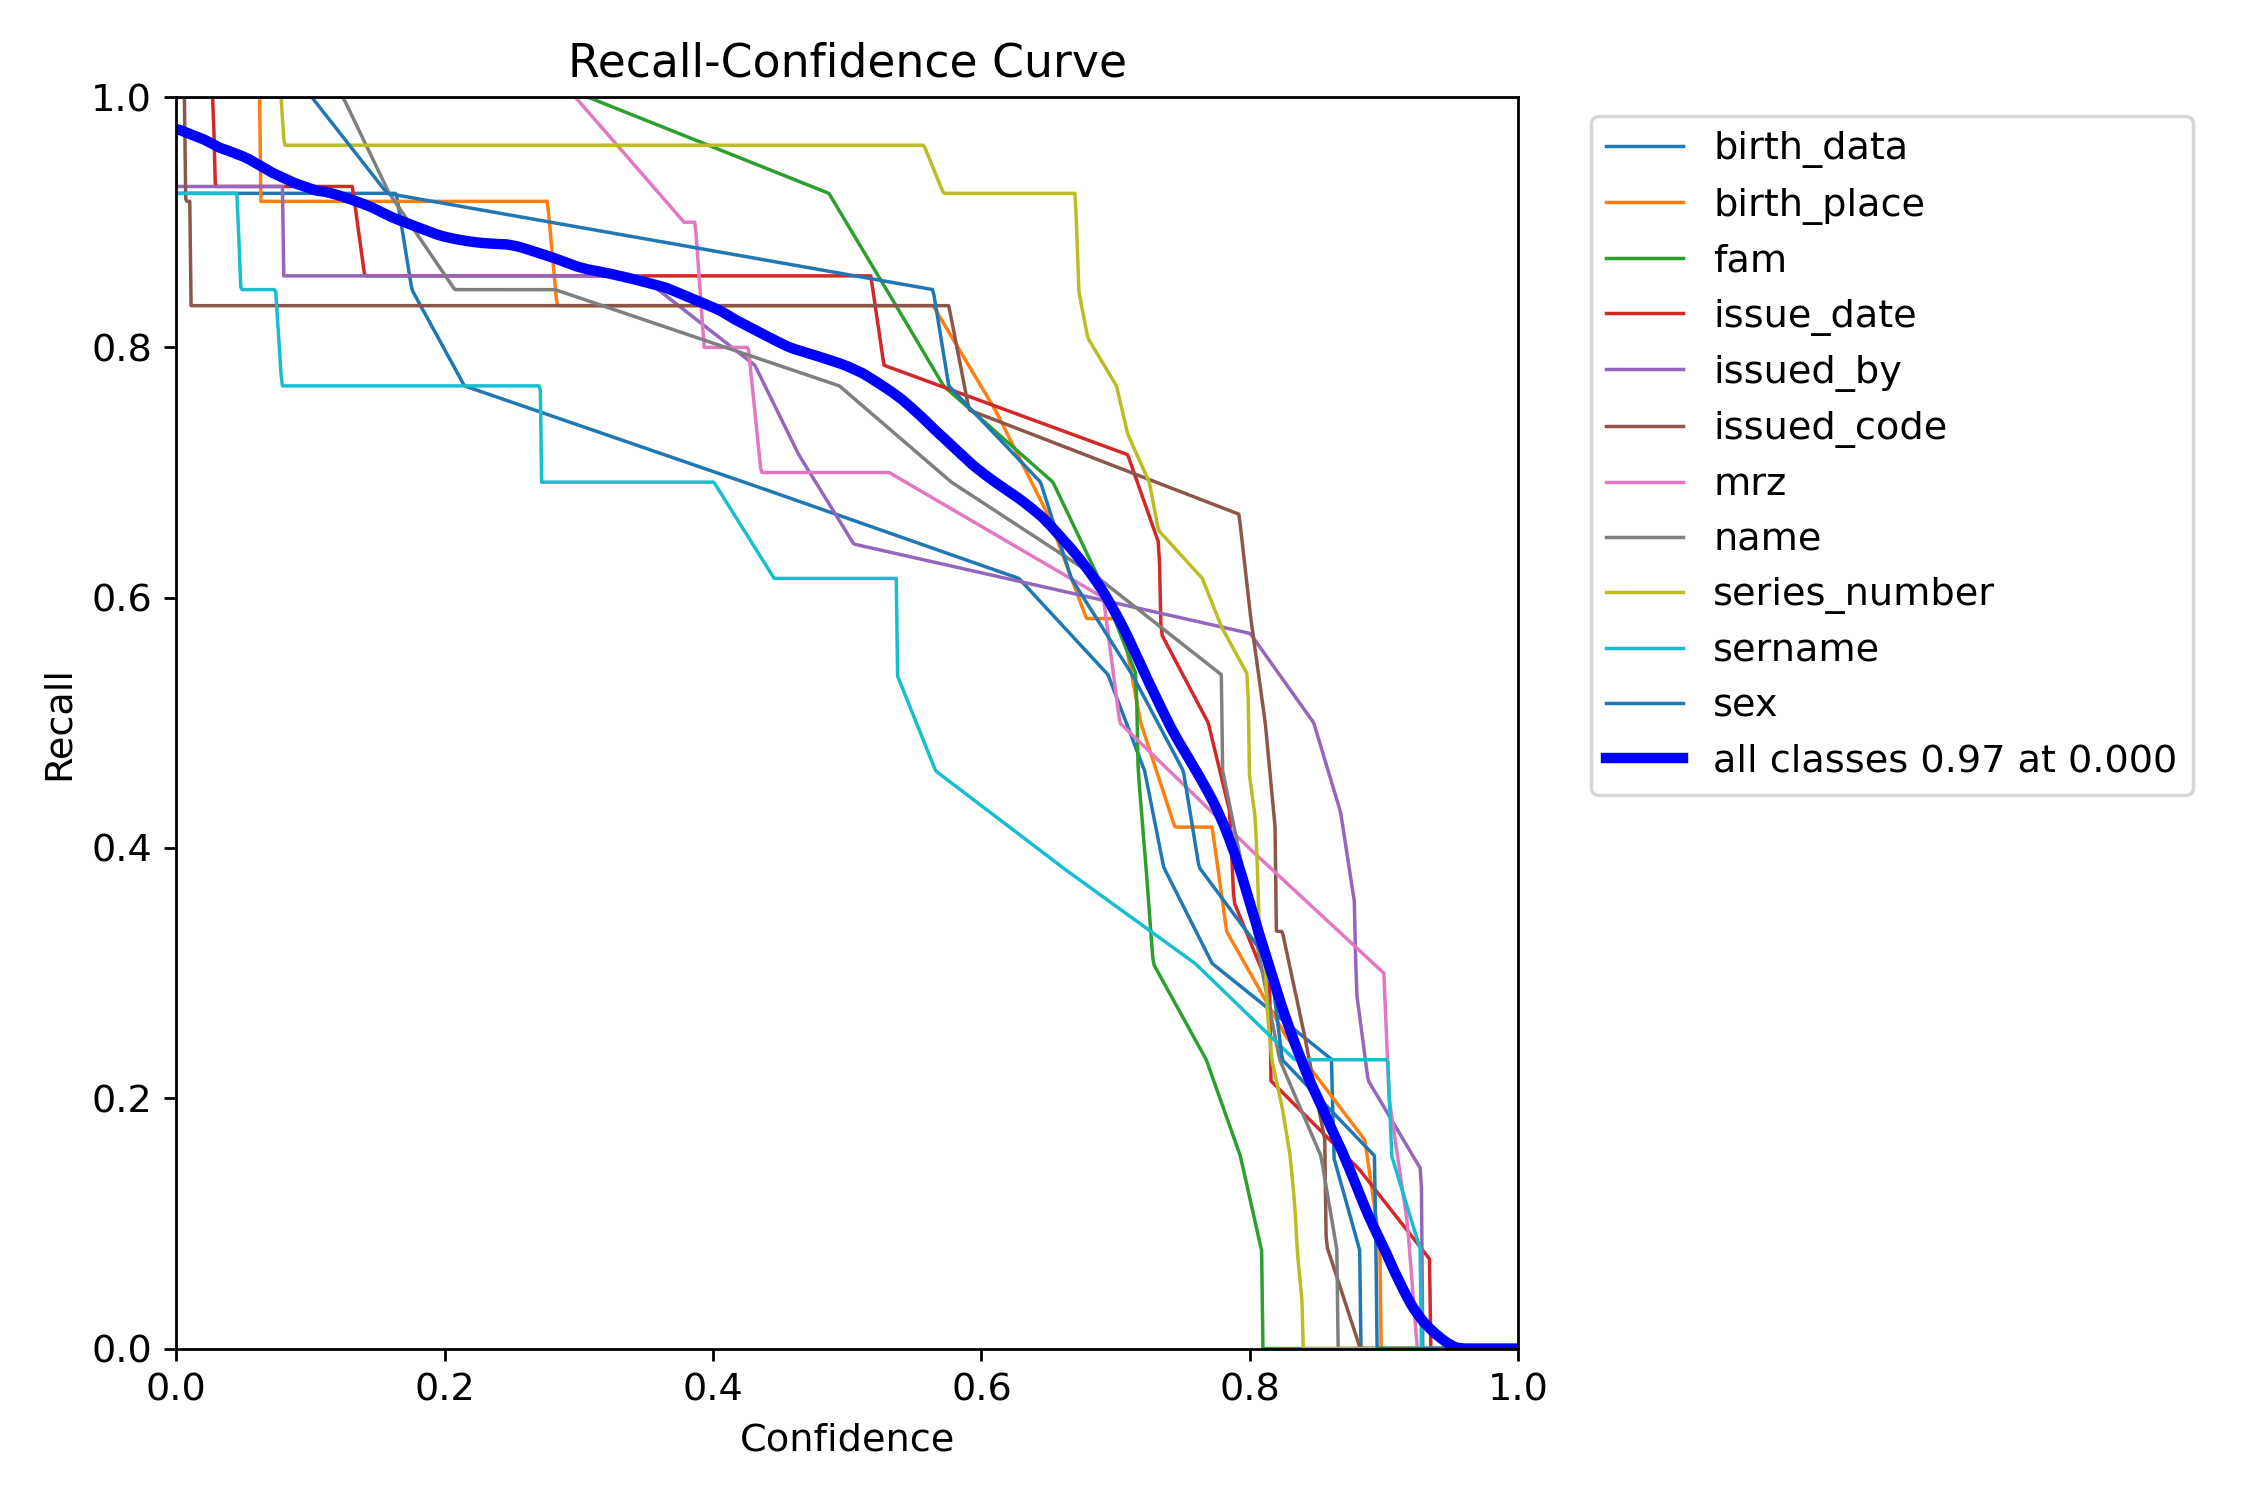 Recall-Confidence Curve
1.0
0.8
0.6
0.4
0.2
0.0
Recall
0.0 0.2 0.4 0.6 0.8 1.0
Confidence
birth_data
birth_place
fam
issue_date
issued_by
issued_code
mrz
name
series_number
sername
sex
all classes 0.97 at 0.000